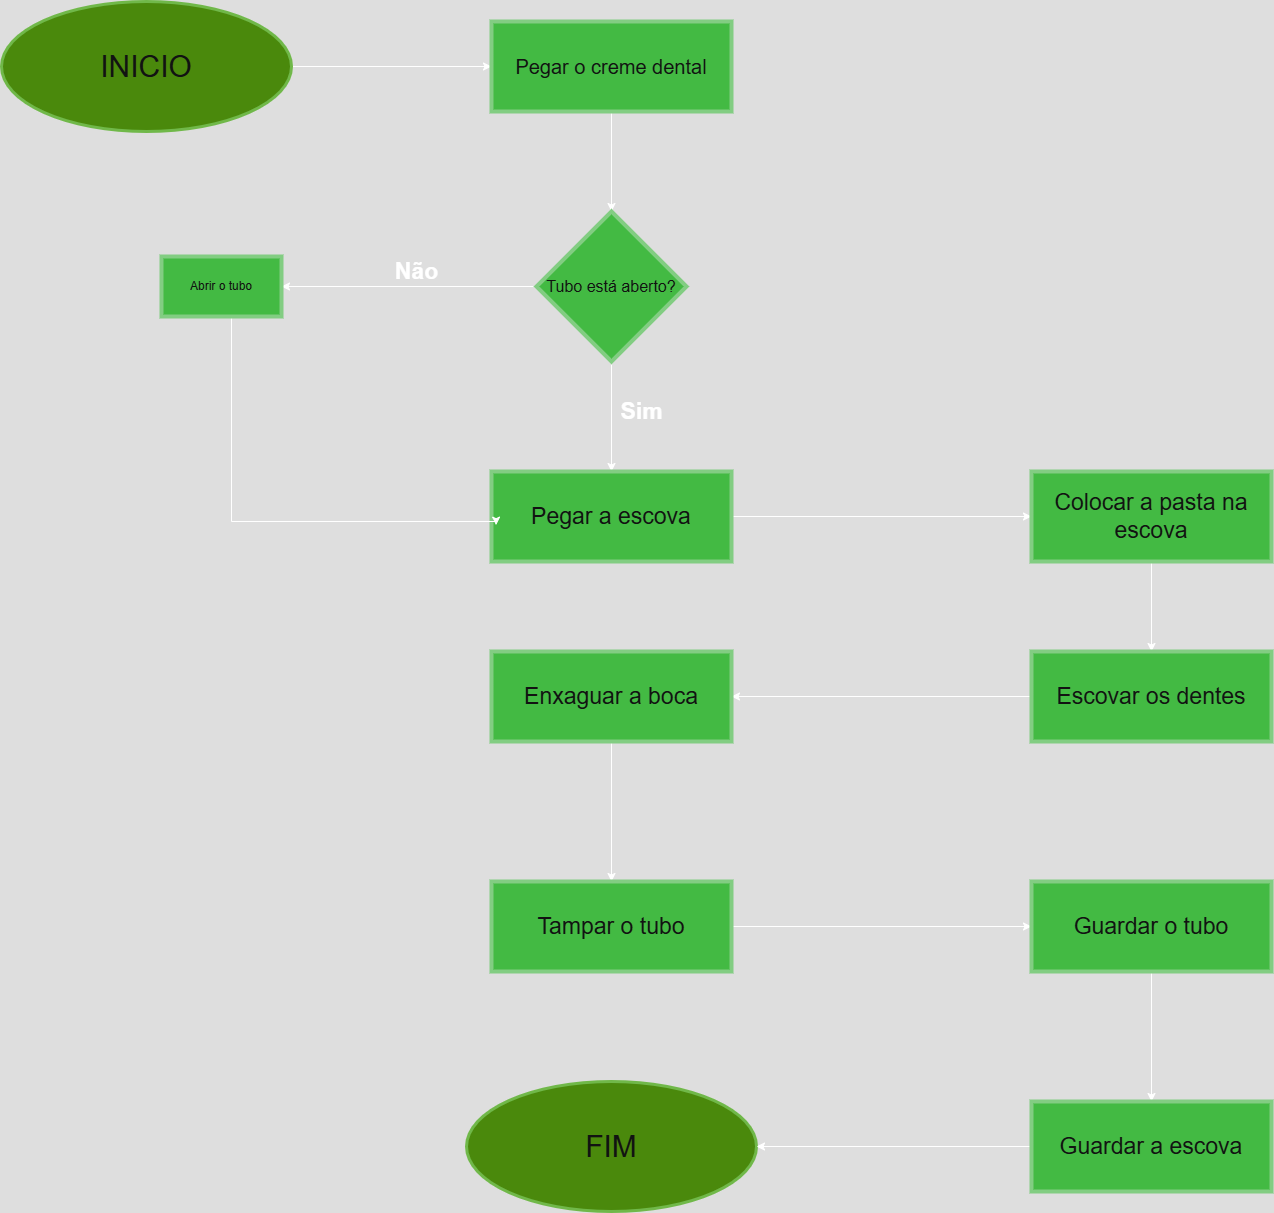 INICIO
Pegar o creme dental
Tubo está aberto?
Não
Abrir o tubo
Sim
Pegar a escova
Colocar a pasta na
escova
Escovar os dentes
Enxaguar a boca
Tampar o tubo
Guardar o tubo
Guardar a escova
FIM